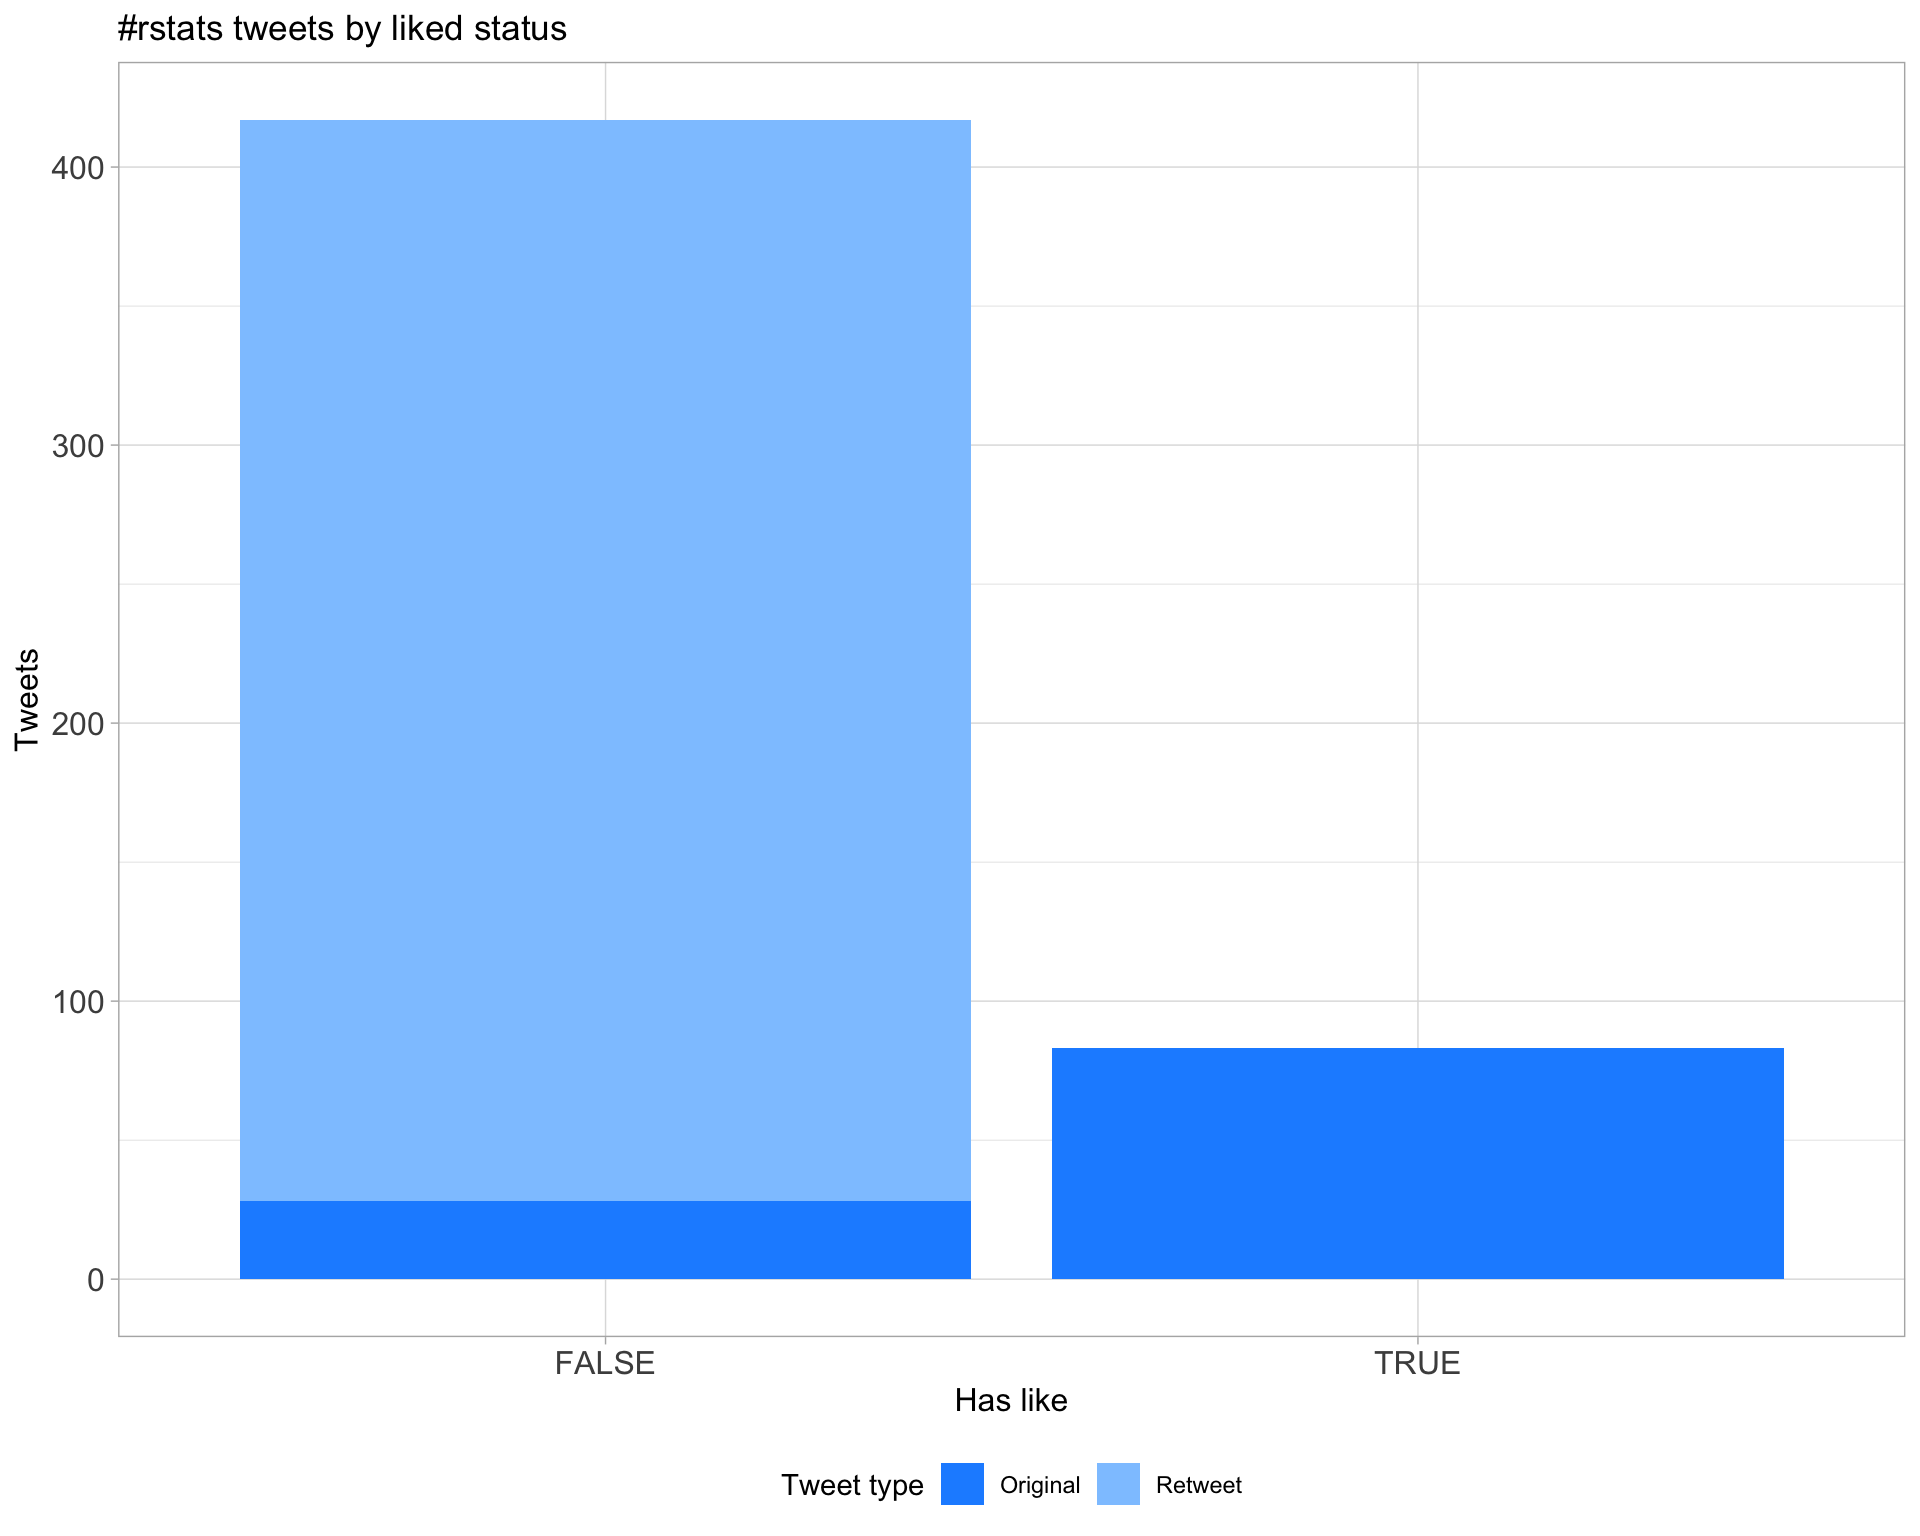 #rstats tweets by liked status
Tweets
400
300
200
100
0
FALSE TRUE
Has like
Tweet type Original Retweet